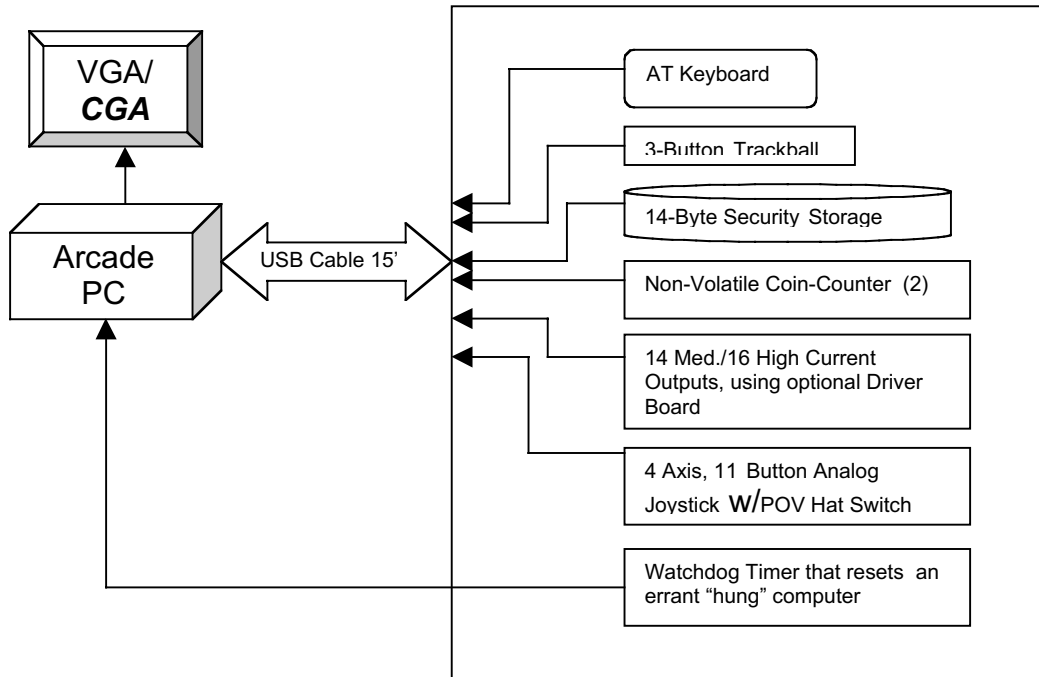 VGA/
CGA
Arcade
PC
USB Cable 15’
AT Keyboard
3-Button Trackball
14-Byte Security Storage
Non-Volatile Coin-Counter (2)
14 Med./16 High Current
Outputs, using optional Driver
Board
4 Axis, 11 Button Analog
Joystick w/POV Hat Switch
Watchdog Timer that resets an
errant “hung” computer